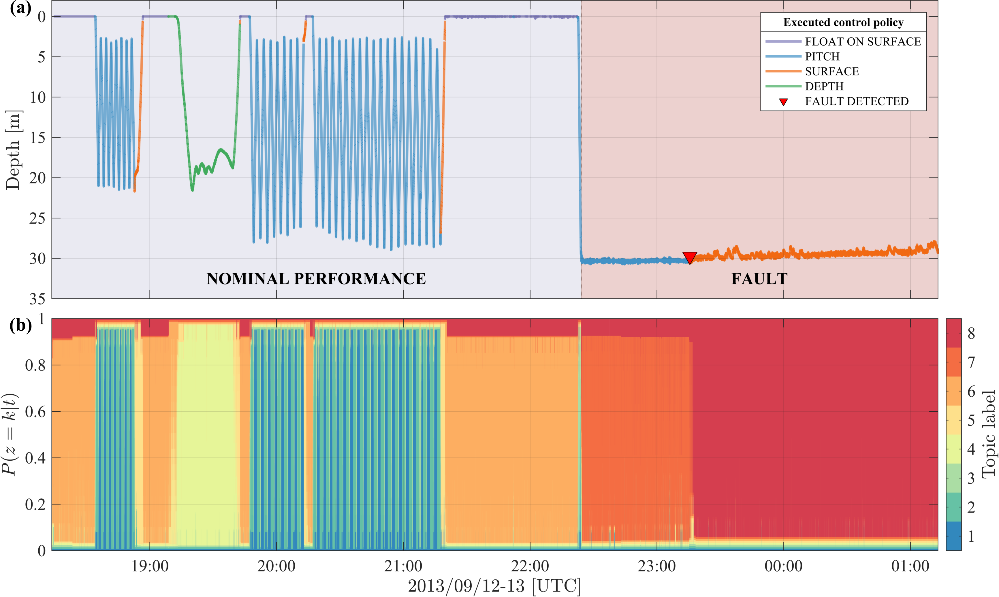 (a)
0
5
10
15
20
25
30
35
Depth [m]
Executed control policy
FLOAT ON SURFACE
PITCH
SURFACE
DEPTH
FAULT DETECTED
NOMINAL PERFORMANCE
FAULT
(b)
1
0.8
0.6
0.4
0.2
0
P(z = k|t)
8
7
6
5
4
3
2
1
Topic label
19:00 20:00 21:00 22:00 23:00 00:00 01:00
2013/09/12-13 [UTC]